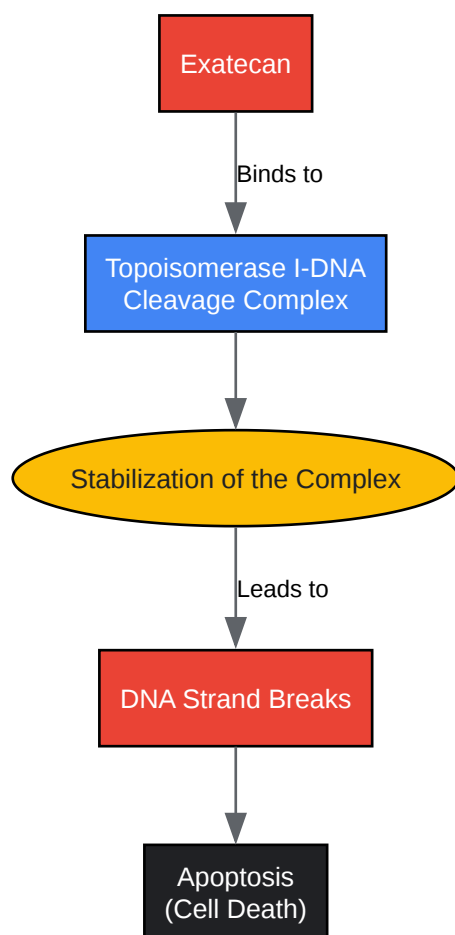 Exatecan
Binds to
Topoisomerase I-DNA
Cleavage Complex
Stabilization of the Complex
Leads to
DNA Strand Breaks
Apoptosis
(Cell Death)